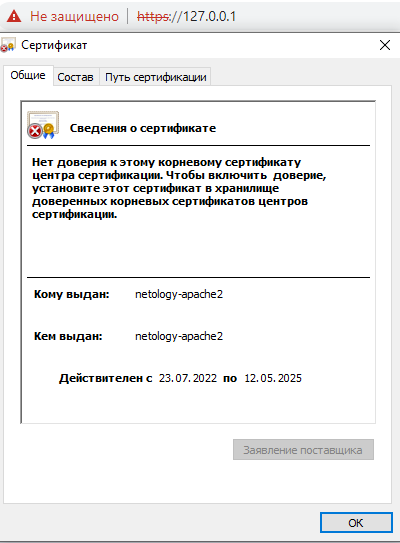 Не защищено https://127.0.0.1
Сертификат
Общие Состав Путь сертификации
Сведения о сертификате
Нет доверия к этому корневому сертификату
центра сертификации. Чтобы включить доверие,
установите этот сертификат в хранилище
доверенных корневых сертификатов центров
сертификации.
Кому выдан: netology-apache2
Кем выдан: netology-apache2
Действителен с 23.07.2022 по 12.05.2025
Заявление поставщика
ОК